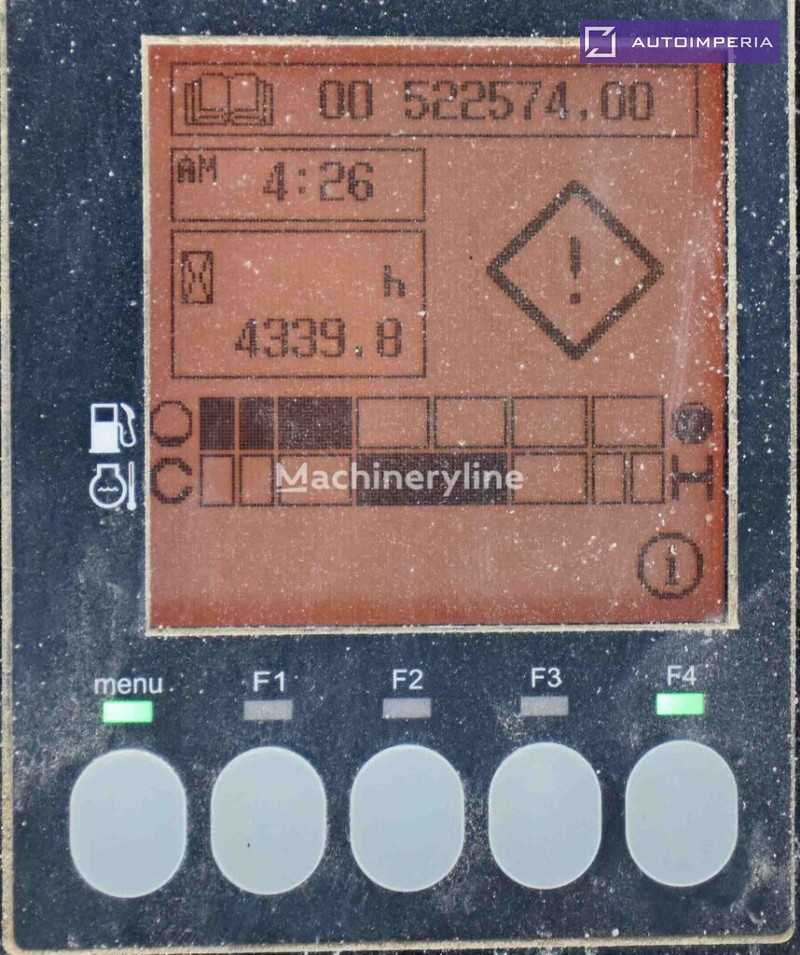 AUTOIMPERIA
00 522574.00
AM 4:26
h
4339.8
C H
Machineryline
i
menu F1 F2 F3 F4